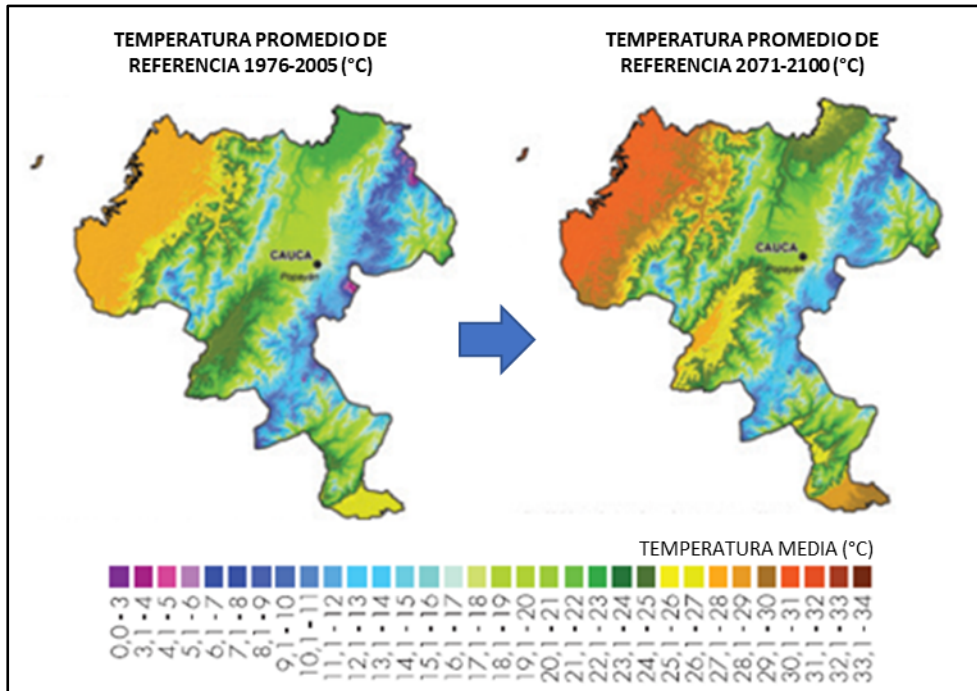 TEMPERATURA PROMEDIO DE
REFERENCIA 1976-2005 (°C)
TEMPERATURA PROMEDIO DE
REFERENCIA 2071-2100 (°C)
CAUCA
Popayán
CAUCA
Popayán
TEMPERATURA MEDIA (°C)
0,0 - 3
3,1 - 4
4,1 - 5
5,1 - 6
6,1 - 7
7,1 - 8
8,1 - 9
9,1 - 10
10,1 - 11
11,1 - 12
12,1 - 13
13,1 - 14
14,1 - 15
15,1 - 16
16,1 - 17
17,1 - 18
18,1 - 19
19,1 - 20
20,1 - 21
21,1 - 22
22,1 - 23
23,1 - 24
24,1 - 25
25,1 - 26
26,1 - 27
27,1 - 28
28,1 - 29
29,1 - 30
30,1 - 31
31,1 - 32
32,1 - 33
33,1 - 34